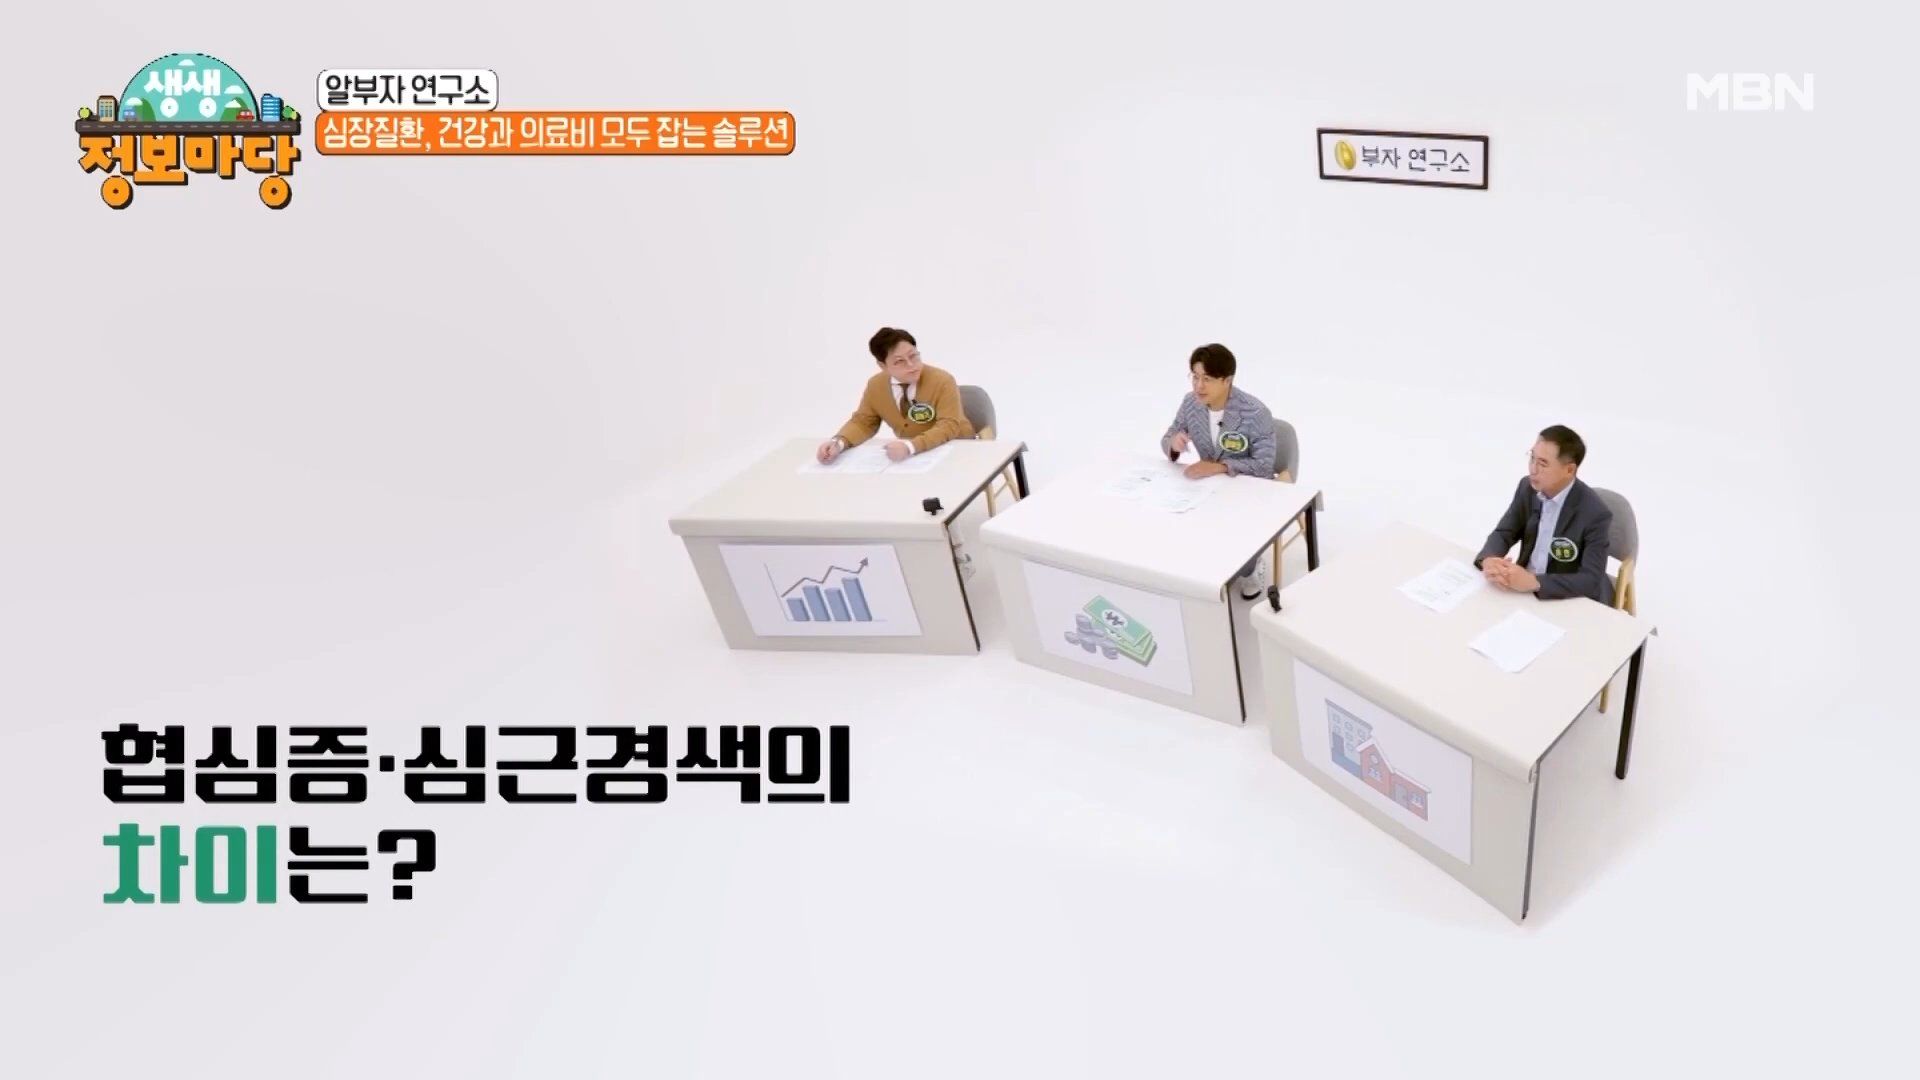 생생
정보마당
알부자 연구소
심장질환, 건강과 의료비 모두 잡는 솔루션
MBN
부자 연구소
협심증·심근경색의
차미는?